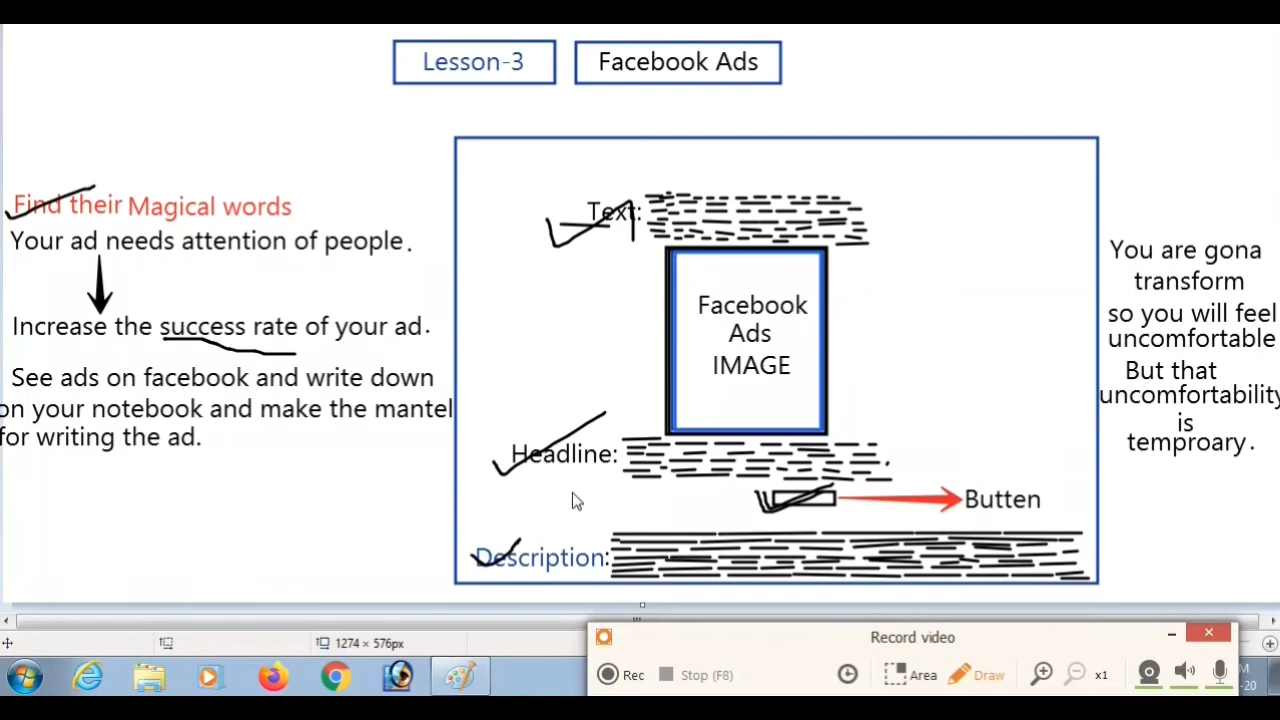 Lesson-3
Facebook Ads
Find their Magical words
Your ad needs attention of people.
Increase the success rate of your ad.
See ads on facebook and write down
on your notebook and make the mantel
for writing the ad.
Text:
Facebook
Ads
IMAGE
Headline:
Butten
Description:
You are gona
transform
so you will feel
uncomfortable
But that
uncomfortability
is
temproary.
1274 × 576px
Record video
Rec
Stop (F8)
Area
Draw
x1
M
-20